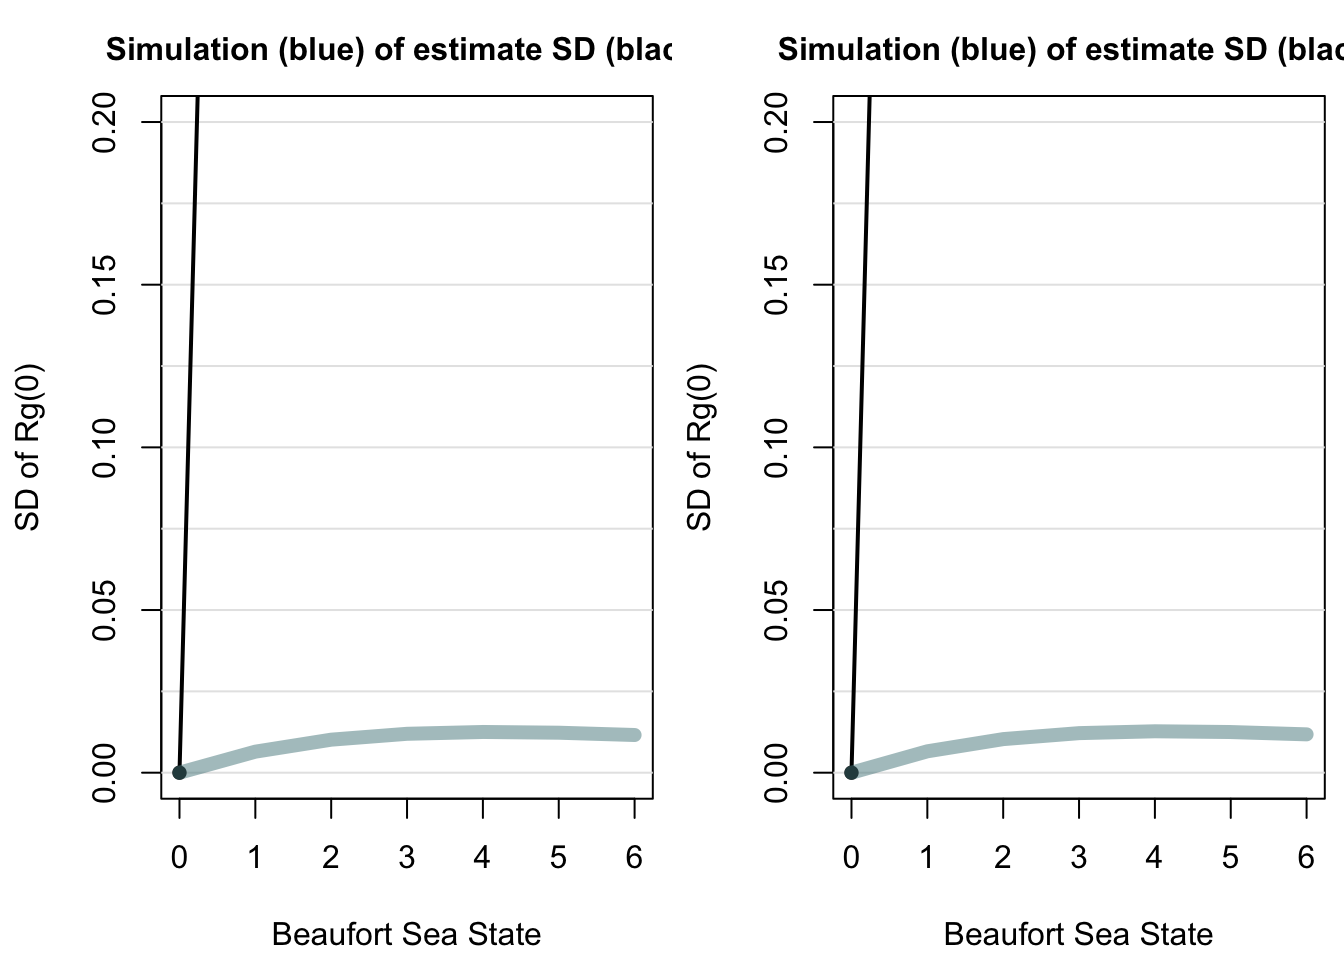 Simulation (blue) of estimate SD (blac
SD of Rg(0)
0.20
0.15
0.10
0.05
0.00
0 1 2 3 4 5 6
Beaufort Sea State
Simulation (blue) of estimate SD (blac
SD of Rg(0)
0.20
0.15
0.10
0.05
0.00
0 1 2 3 4 5 6
Beaufort Sea State